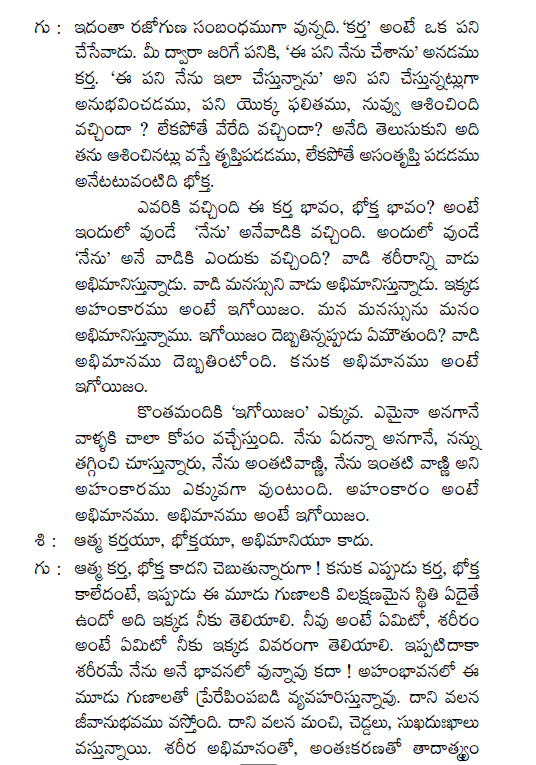 గు : ఇదంతా రజోగుణ సంబంధముగా వున్నది. ‘కర్త’ అంటే ఒక పని
చేసేవాడు. మీ ద్వారా జరిగే పనికి, ‘ఈ పని నేను చేశాను’ అనడము
కర్త. ‘ఈ పని నేను ఇలా చేస్తున్నాను’ అని పని చేస్తున్నట్లుగా
అనుభవించడము, పని యొక్క ఫలితము, నువ్వు ఆశించింది
వచ్చిందా ? లేకపోతే వేరేది వచ్చిందా? అనేది తెలుసుకుని అది
తను ఆశించినట్లు వస్తే తృప్తిపడడము, లేకపోతే అసంతృప్తి పడడము
అనేటటువంటిది భోక్త.
ఎవరికి వచ్చింది ఈ కర్త భావం, భోక్త భావం? అంటే
ఇందులో వుండే ‘నేను’ అనేవాడికి వచ్చింది. అందులో వుండే
‘నేను’ అనే వాడికి ఎందుకు వచ్చింది? వాడి శరీరాన్ని వాడు
అభిమానిస్తున్నాడు. వాడి మనస్సుని వాడు అభిమానిస్తున్నాడు. ఇక్కడ
అహంకారము అంటే ఇగోయిజం. మన మనస్సును మనం
అభిమానిస్తున్నాము. ఇగోయిజం దెబ్బతిన్నప్పుడు ఏమౌతుంది? వాడి
అభిమానము దెబ్బతింటోంది. కనుక అభిమానము అంటే
ఇగోయిజం.
కొంతమందికి ‘ఇగోయిజం’ ఎక్కువ. ఎమైనా అనగానే
వాళ్ళకి చాలా కోపం వచ్చేస్తుంది. నేను ఏదన్నా అనగానే, నన్ను
తగ్గించి చూస్తున్నారు, నేను అంతటివాణ్ణి, నేను ఇంతటి వాణ్ణి అని
అహంకారము ఎక్కువగా వుంటుంది. అహంకారం అంటే
అభిమానము. అభిమానము అంటే ఇగోయిజం.
శి : ఆత్మ కర్తయూ, భోక్తయూ, అభిమానియూ కాదు.
గు : ఆత్మ కర్త, భోక్త కాదని చెబుతున్నారుగా ! కనుక ఎప్పుడు కర్త, భోక్త
కాలేదంటే, ఇప్పుడు ఈ మూడు గుణాలకి విలక్షణమైన స్థితి ఏదైతే
ఉందో అది ఇక్కడ నీకు తెలియాలి. నీవు అంటే ఏమిటో, శరీరం
అంటే ఏమిటో నీకు ఇక్కడ వివరంగా తెలియాలి. ఇప్పటిదాకా
శరీరమే నేను అనే భావనలో వున్నావు కదా ! అహంభావనలో ఈ
మూడు గుణాలతో ప్రేరేపింపబడి వ్యవహరిస్తున్నావు. దాని వలన
జీవానుభవము వస్తోంది. దాని వలన మంచి, చెడ్డలు, సుఖదుఃఖాలు
వస్తున్నాయి. శరీర అభిమానంతో, అంతఃకరణతో తాదాత్మ్యం